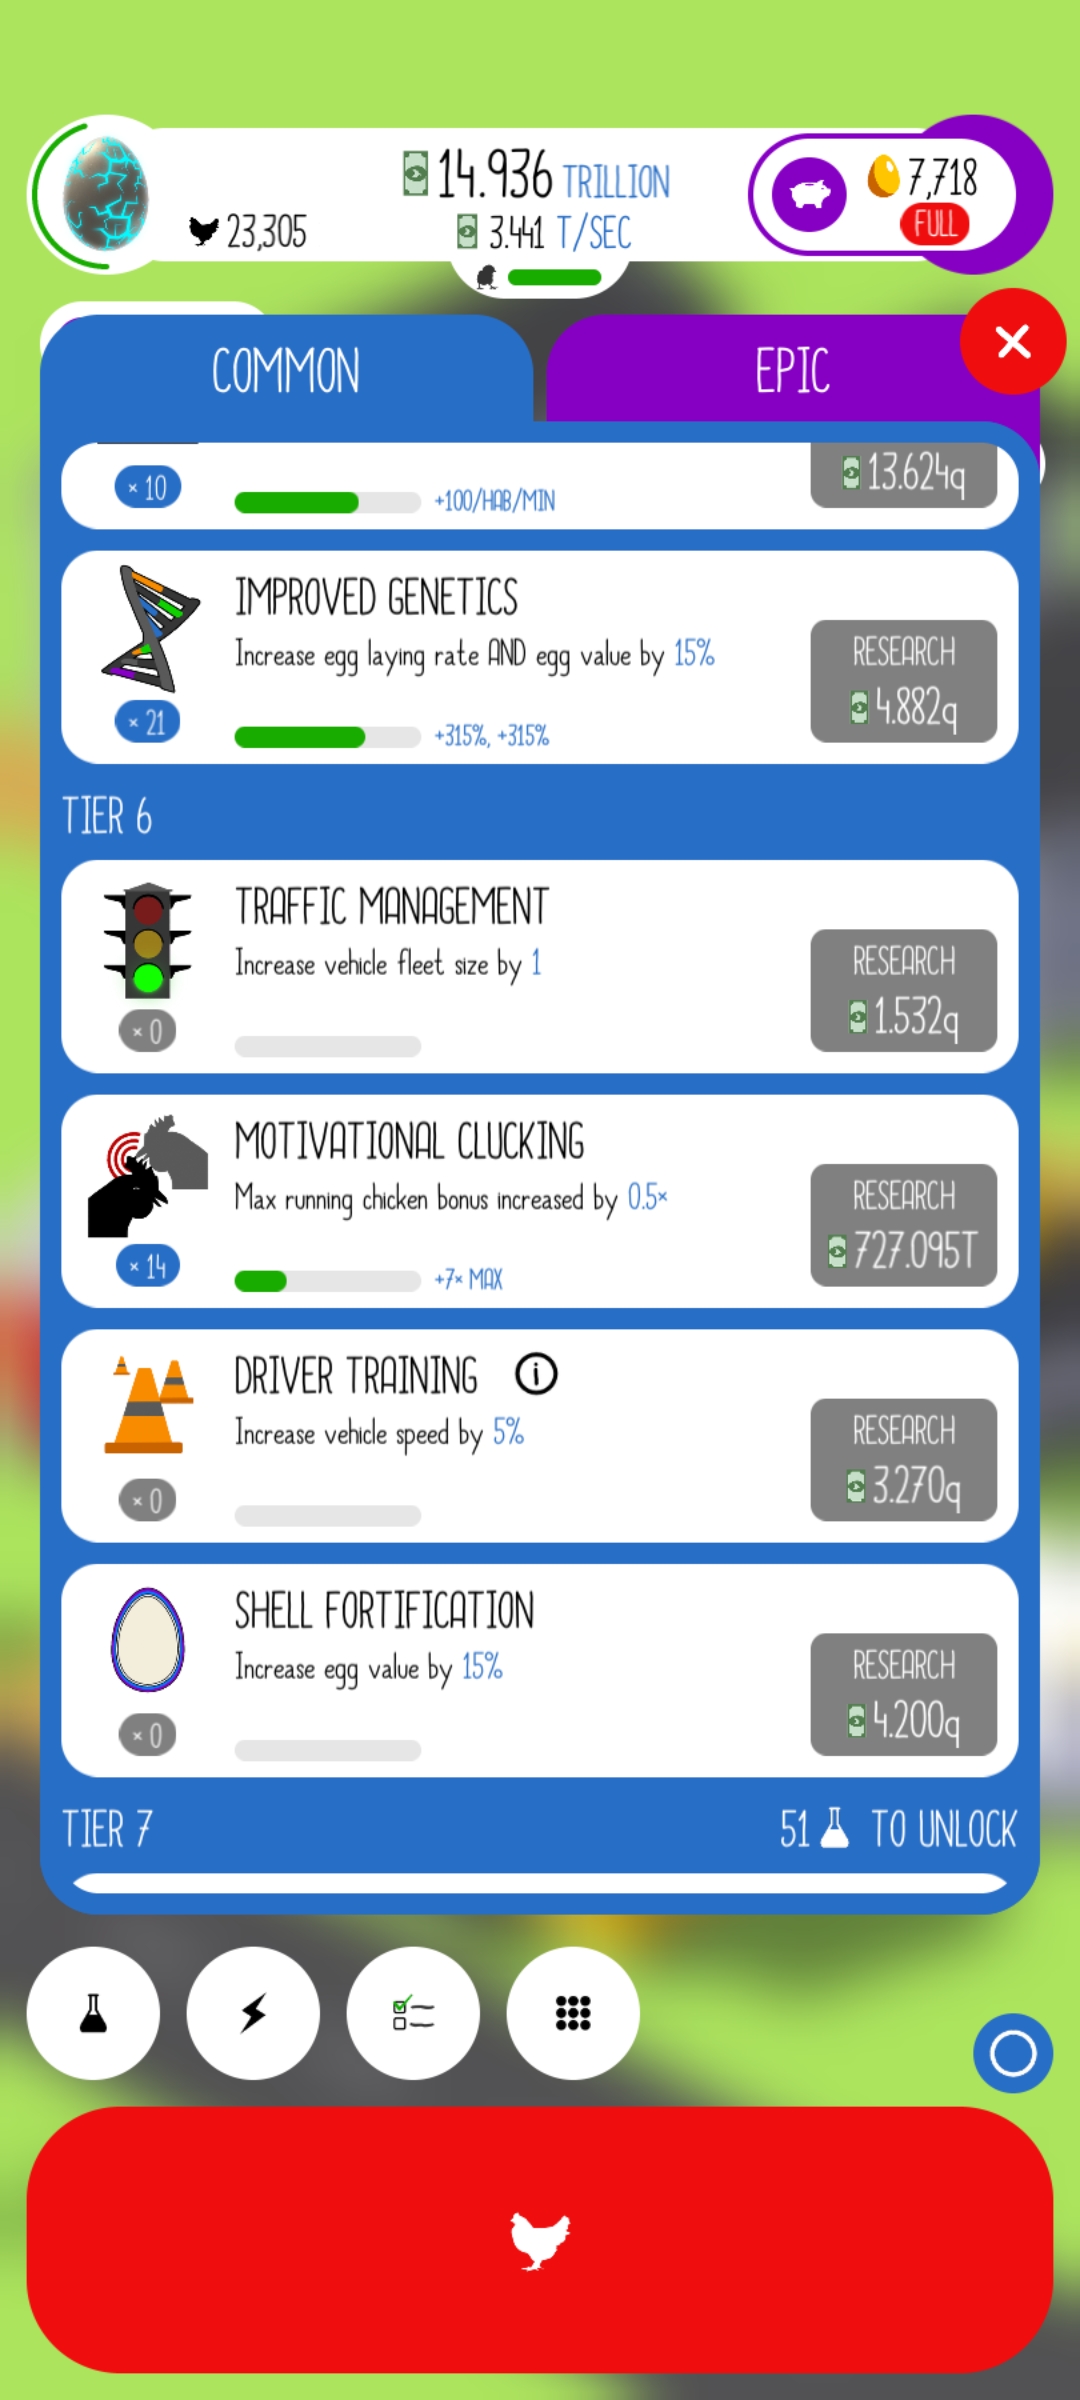 14.936 TRILLION
7,718
23,305
3.441 T/SEC
FULL
COMMON
EPIC
13.624q
× 10
+100/HAB/MIN
IMPROVED GENETICS
Increase egg laying rate AND egg value by 15%
RESEARCH
4.882q
× 21
+315%, +315%
TIER 6
TRAFFIC MANAGEMENT
Increase vehicle fleet size by 1
RESEARCH
1.532q
× 0
MOTIVATIONAL CLUCKING
Max running chicken bonus increased by 0.5×
RESEARCH
727.095T
× 14
+7× MAX
DRIVER TRAINING
Increase vehicle speed by 5%
RESEARCH
3.270q
× 0
SHELL FORTIFICATION
Increase egg value by 15%
RESEARCH
4.200q
× 0
TIER 7
51 TO UNLOCK